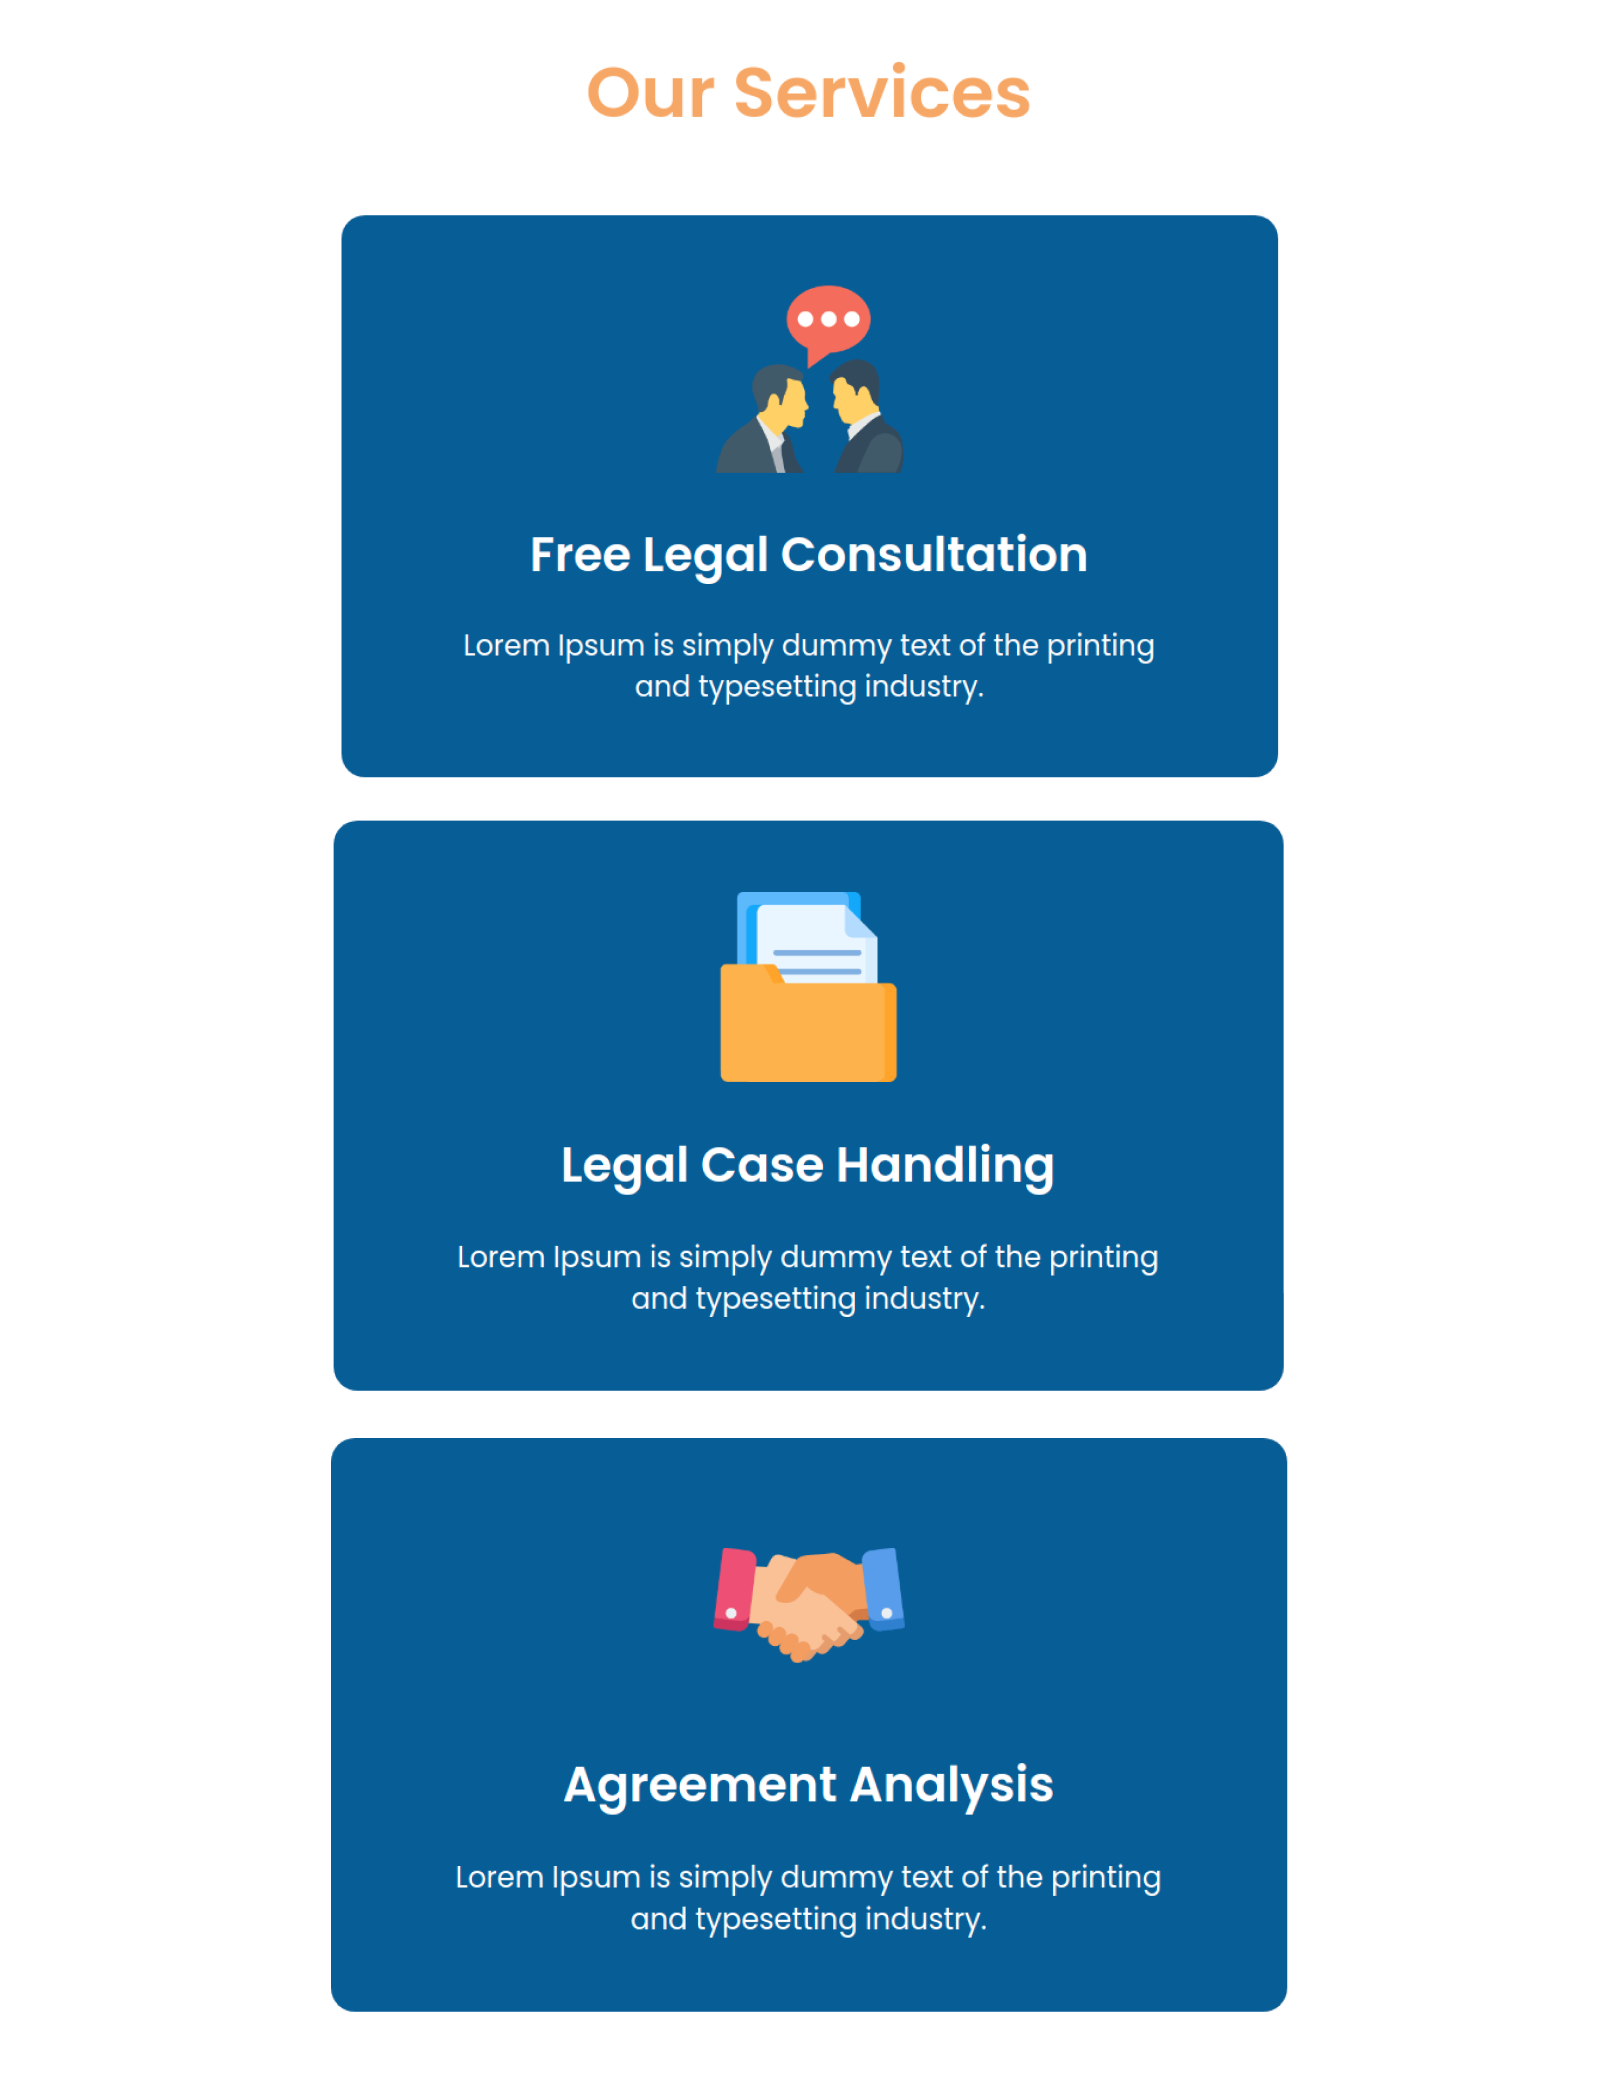 Our Services
Free Legal Consultation
Lorem Ipsum is simply dummy text of the printing
and typesetting industry.
Legal Case Handling
Lorem Ipsum is simply dummy text of the printing
and typesetting industry.
Agreement Analysis
Lorem Ipsum is simply dummy text of the printing
and typesetting industry.